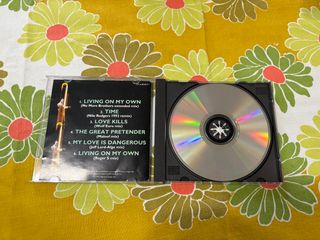 1. LIVING ON MY OWN
(No More Brothers extended mix)
2. TIME
(Nile Rodgers 1992 remix)
3. LOVE KILLS
(Wolf Euro mix)
4. THE GREAT PRETENDER
(Malouf mix)
5. MY LOVE IS DANGEROUS
(Jeff Lord-Alge mix)
6. LIVING ON MY OWN
(Roger S mix)